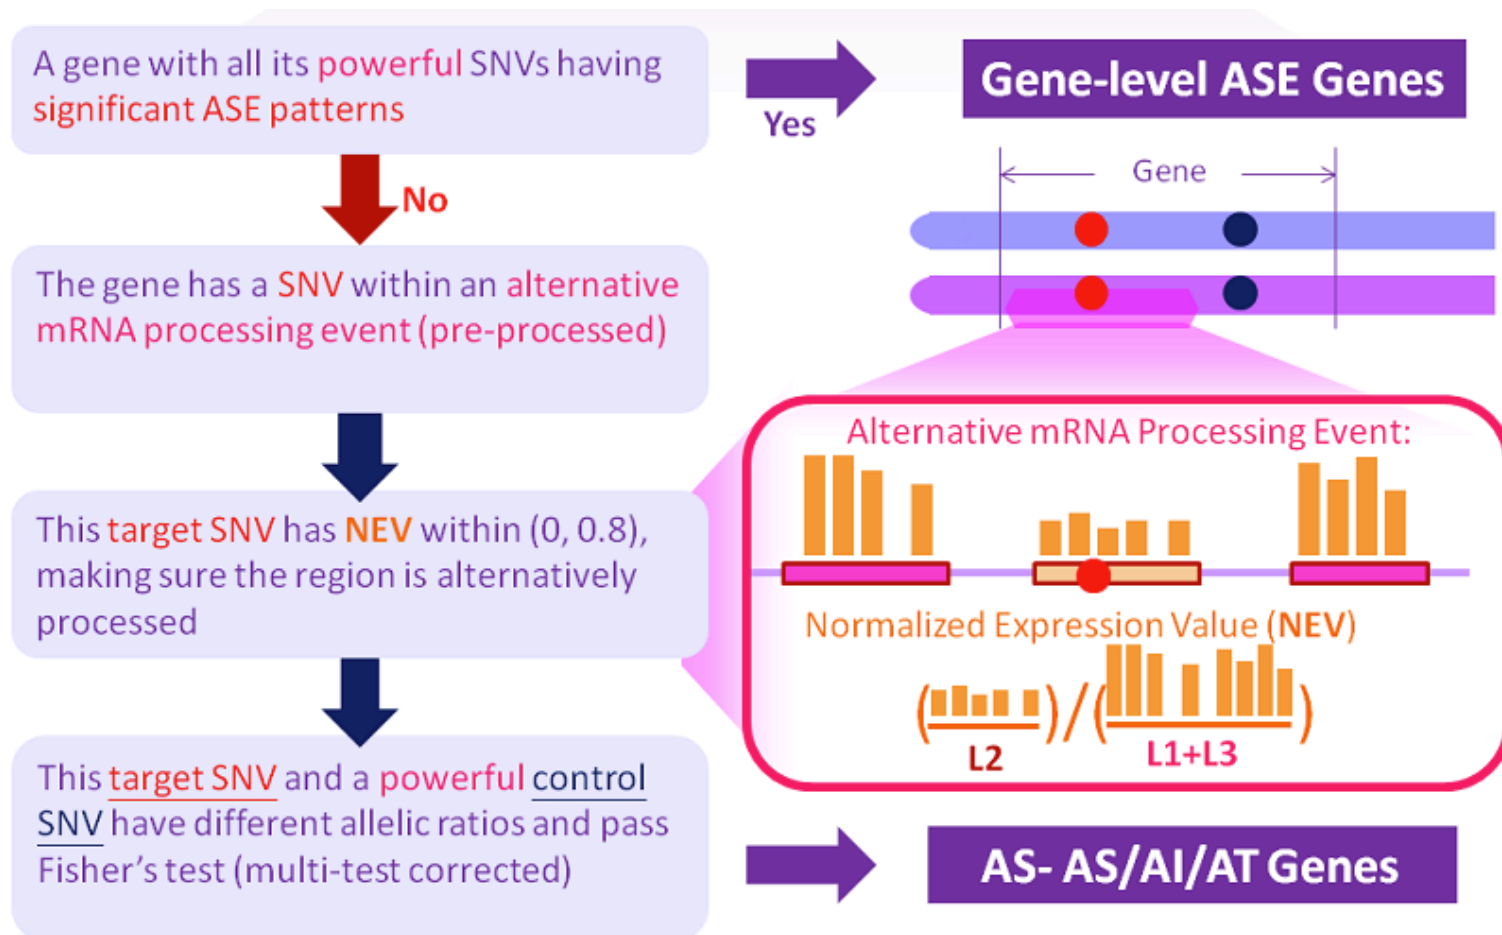 A gene with all its powerful SNVs having
significant ASE patterns
Yes
Gene-level ASE Genes
No
Gene
The gene has a SNV within an alternative
mRNA processing event (pre-processed)
This target SNV has NEV within (0, 0.8),
making sure the region is alternatively
processed
Alternative mRNA Processing Event:
Normalized Expression Value (NEV)
( ) / ( )
L2
L1+L3
This target SNV and a powerful control
SNV have different allelic ratios and pass
Fisher's test (multi-test corrected)
AS- AS/AI/AT Genes